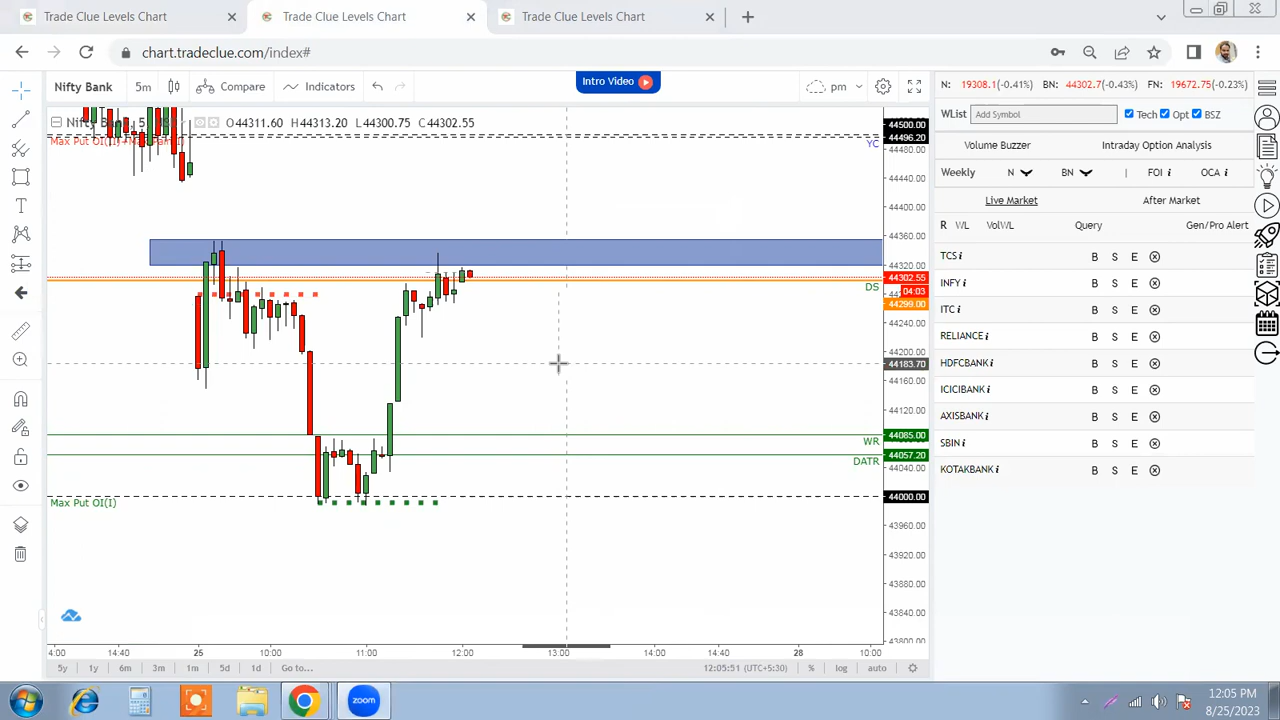 Trade Clue Levels Chart
Trade Clue Levels Chart
Trade Clue Levels Chart
chart.tradeclue.com/index#
Nifty Bank
5m
Compare
Indicators
Intro Video
pm
N: 19308.1(-0.41%) BN: 44302.7(-0.43%) FN: 19672.75(-0.23%)
WList
Add Symbol
Tech
Opt
BSZ
Volume Buzzer
Intraday Option Analysis
Weekly
N
BN
FOI i
OCA i
Live Market
After Market
R WL
VolWL
Query
Gen/Pro Alert
TCS i B S E
INFY i B S E
ITC i B S E
RELIANCE i B S E
HDFCBANK i B S E
ICICIBANK i B S E
AXISBANK i B S E
SBIN i B S E
KOTAKBANK i B S E
O44311.60 H44313.20 L44300.75 C44302.55
YC
DS
WR
DATR
Max Put OI(I)
44500.00
44496.20
44480.00
44440.00
44400.00
44360.00
44320.00
44302.55
04:03
44299.00
44240.00
44200.00
44183.70
44160.00
44120.00
44085.00
44057.20
44040.00
44000.00
43960.00
43920.00
43880.00
43840.00
43800.00
4:00
14:40
25
10:00
11:00
12:00
13:00
14:00
14:40
28
10:00
5y
1y
6m
3m
1m
5d
1d
Go to...
12:05:51 (UTC+5:30)
%
log
auto
zoom
12:05 PM
8/25/2023